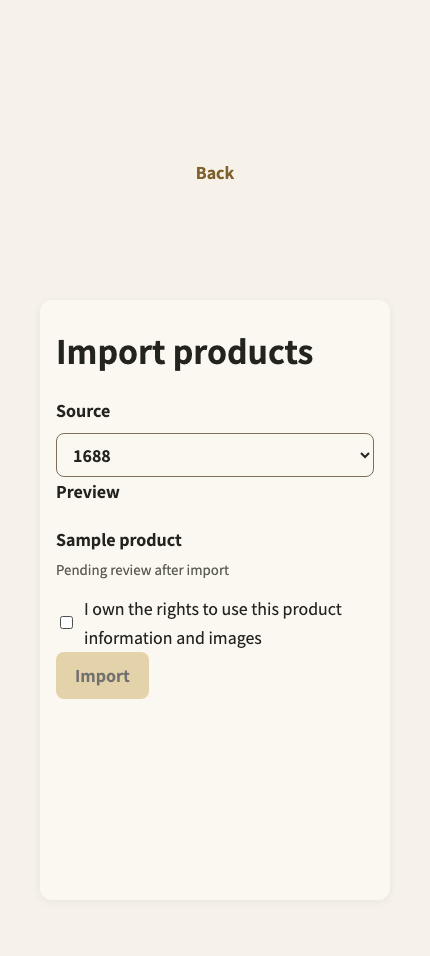 Back
Import products
Source
1688
Preview
Sample product
Pending review after import
I own the rights to use this product
information and images
Import